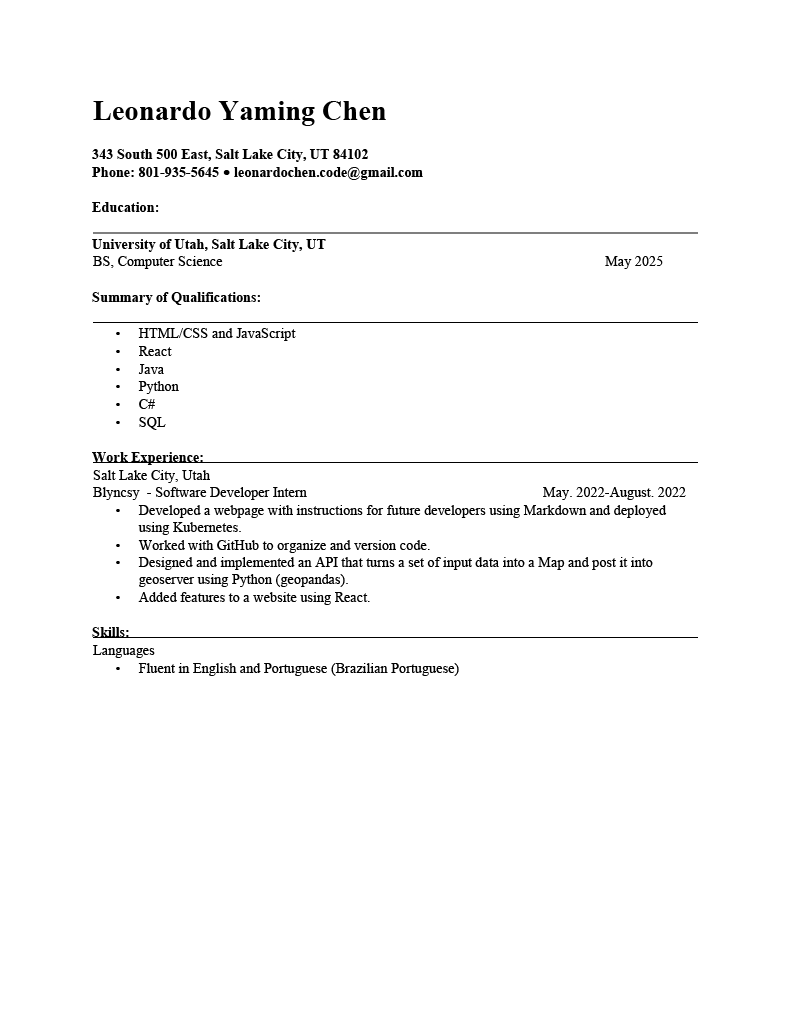 Leonardo Yaming Chen
343 South 500 East, Salt Lake City, UT 84102
Phone: 801-935-5645 • leonardochen.code@gmail.com
Education:
University of Utah, Salt Lake City, UT
BS, Computer Science May 2025
Summary of Qualifications:
• HTML/CSS and JavaScript
• React
• Java
• Python
• C#
• SQL
Work Experience:
Salt Lake City, Utah
Blyncsy - Software Developer Intern May. 2022-August. 2022
• Developed a webpage with instructions for future developers using Markdown and deployed
using Kubernetes.
• Worked with GitHub to organize and version code.
• Designed and implemented an API that turns a set of input data into a Map and post it into
geoserver using Python (geopandas).
• Added features to a website using React.
Skills:
Languages
• Fluent in English and Portuguese (Brazilian Portuguese)